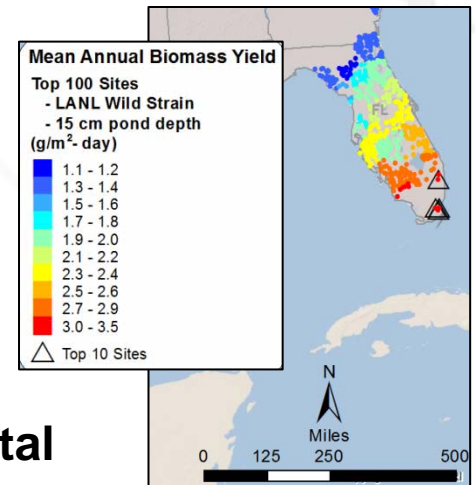 Mean Annual Biomass Yield
Top 100 Sites
- LANL Wild Strain
- 15 cm pond depth
(g/m²- day)
1.1 - 1.2
1.3 - 1.4
1.5 - 1.6
1.7 - 1.8
1.9 - 2.0
2.1 - 2.2
2.3 - 2.4
2.5 - 2.6
2.7 - 2.9
3.0 - 3.5
Top 10 Sites
FL
tal
N
Miles
0 125 250 500